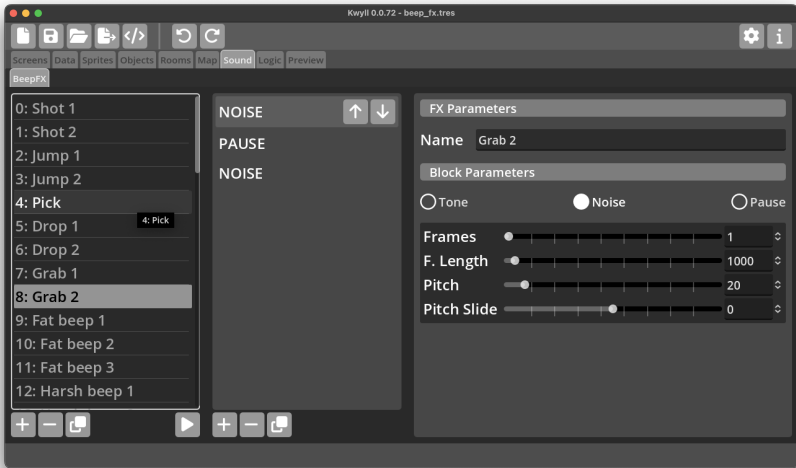 Kwyll 0.0.72 - beep_fx.tres
</>
i
Screens Data Sprites Objects Rooms Map Sound Logic Preview
BeepFX
0: Shot 1
1: Shot 2
2: Jump 1
3: Jump 2
4: Pick
4: Pick
5: Drop 1
6: Drop 2
7: Grab 1
8: Grab 2
9: Fat beep 1
10: Fat beep 2
11: Fat beep 3
12: Harsh beep 1
NOISE
PAUSE
NOISE
FX Parameters
Name Grab 2
Block Parameters
Tone Noise Pause
Frames 1
F. Length 1000
Pitch 20
Pitch Slide 0